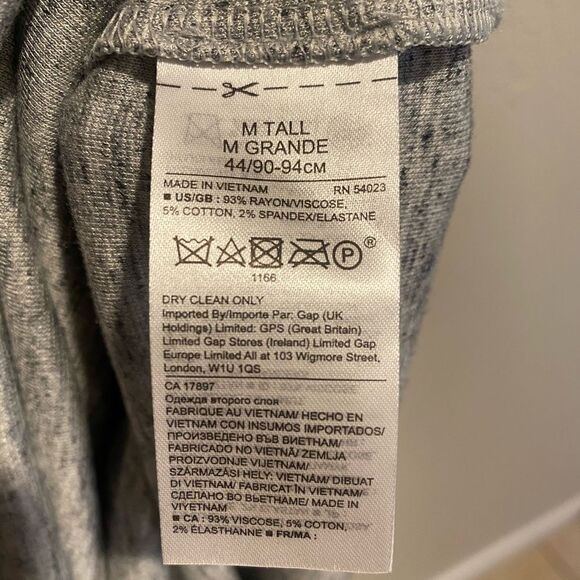 M TALL
M GRANDE
44/90-94CM
MADE IN VIETNAM RN 54023
■ US/GB : 93% RAYON/VISCOSE,
5% COTTON, 2% SPANDEX/ELASTANE
P®
1166
DRY CLEAN ONLY
Imported By/Importe Par: Gap (UK
Holdings) Limited: GPS (Great Britain)
Limited Gap Stores (Ireland) Limited Gap
Europe Limited All at 103 Wigmore Street,
London, W1U 1QS
CA 17897
Одежда второго слоя
FABRIQUE AU VIETNAM/ HECHO EN
VIETNAM CON INSUMOS IMPORTADOS/
ПРОИЗВЕДЕНО ВЪВ ВИЕТНАМ/
FABRICADO NO VIETNÃ/ ZEMLJA
PROIZVODNJE VIJETNAM/
SZÁRMAZÁSI HELY: VIETNÁM/ DIBUAT
DI VIETNAM/ FABRICAT ÎN VIETNAM/
СДЕЛАНО ВО ВЬЕТНАМЕ/ MADE IN
VIYETNAM
■ CA : 93% VISCOSE, 5% COTTON,
2% ÉLASTHANNE ■ FR/MA :